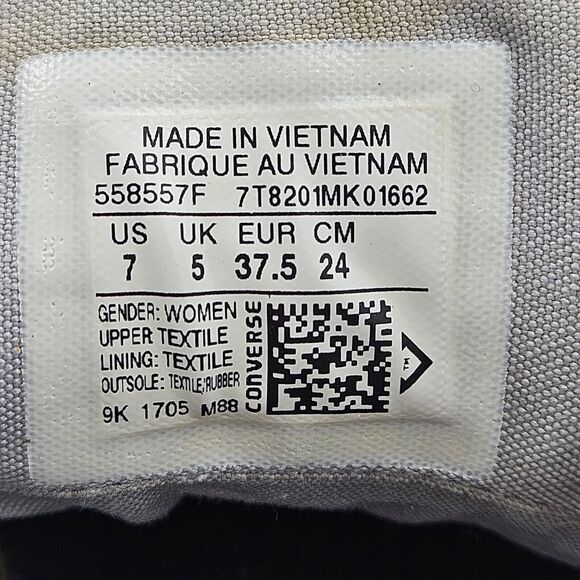 MADE IN VIETNAM
FABRIQUE AU VIETNAM
558557F 7T8201MK01662
US UK EUR CM
7 5 37.5 24
GENDER: WOMEN
UPPER: TEXTILE
LINING: TEXTILE
OUTSOLE: TEXTILE;RUBBER
9K 1705 M88
CONVERSE
TM